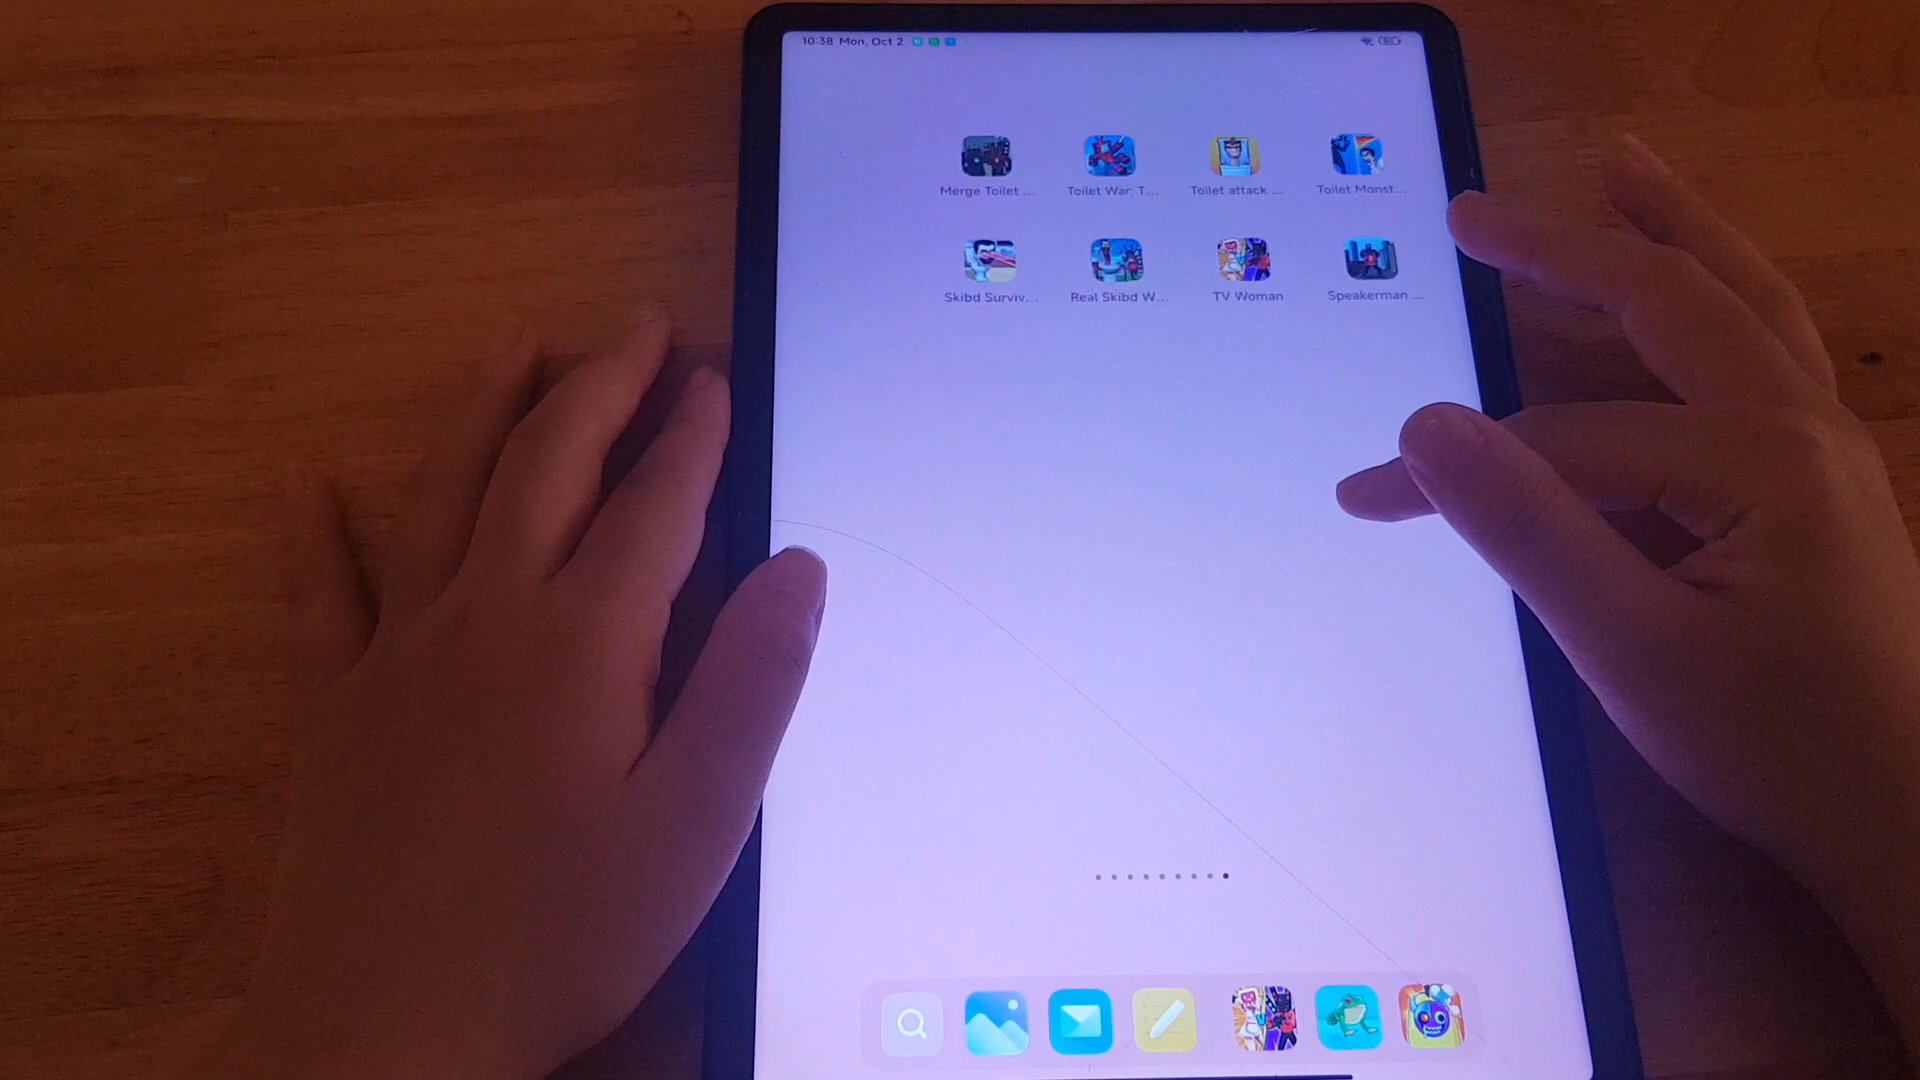 10:38 Mon, Oct 2
Merge Toilet ... Toilet War: T... Toilet attack ... Toilet Monst...
Skibd Surviv... Real Skibd W... TV Woman Speakerman ...